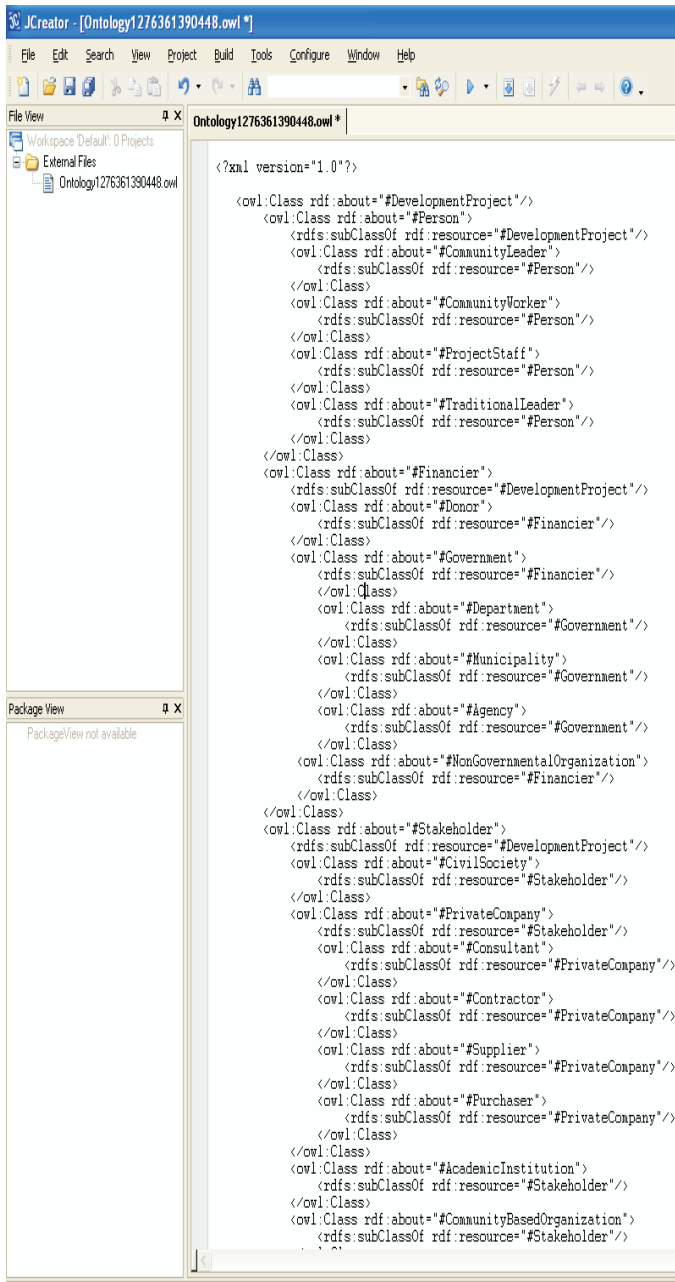 JCreator - [Ontology1276361390448.owl *]
File Edit Search View Project Build Tools Configure Window Help
File View
Workspace 'Default': 0 Projects
External Files
Ontology1276361390448.owl
Package View
PackageView not available
Ontology1276361390448.owl *
<?xml version="1.0"?>
<owl:Class rdf:about="#DevelopmentProject"/>
<owl:Class rdf:about="#Person">
<rdfs:subClassOf rdf:resource="#DevelopmentProject"/>
<owl:Class rdf:about="#CommunityLeader">
<rdfs:subClassOf rdf:resource="#Person"/>
</owl:Class>
<owl:Class rdf:about="#CommunityWorker">
<rdfs:subClassOf rdf:resource="#Person"/>
</owl:Class>
<owl:Class rdf:about="#ProjectStaff">
<rdfs:subClassOf rdf:resource="#Person"/>
</owl:Class>
<owl:Class rdf:about="#TraditionalLeader">
<rdfs:subClassOf rdf:resource="#Person"/>
</owl:Class>
</owl:Class>
<owl:Class rdf:about="#Financier">
<rdfs:subClassOf rdf:resource="#DevelopmentProject"/>
<owl:Class rdf:about="#Donor">
<rdfs:subClassOf rdf:resource="#Financier"/>
</owl:Class>
<owl:Class rdf:about="#Government">
<rdfs:subClassOf rdf:resource="#Financier"/>
</owl:Class>
<owl:Class rdf:about="#Department">
<rdfs:subClassOf rdf:resource="#Government"/>
</owl:Class>
<owl:Class rdf:about="#Municipality">
<rdfs:subClassOf rdf:resource="#Government"/>
</owl:Class>
<owl:Class rdf:about="#Agency">
<rdfs:subClassOf rdf:resource="#Government"/>
</owl:Class>
<owl:Class rdf:about="#NonGovernmentalOrganization">
<rdfs:subClassOf rdf:resource="#Financier"/>
</owl:Class>
</owl:Class>
<owl:Class rdf:about="#Stakeholder">
<rdfs:subClassOf rdf:resource="#DevelopmentProject"/>
<owl:Class rdf:about="#CivilSociety">
<rdfs:subClassOf rdf:resource="#Stakeholder"/>
</owl:Class>
<owl:Class rdf:about="#PrivateCompany">
<rdfs:subClassOf rdf:resource="#Stakeholder"/>
<owl:Class rdf:about="#Consultant">
<rdfs:subClassOf rdf:resource="#PrivateCompany"/>
</owl:Class>
<owl:Class rdf:about="#Contractor">
<rdfs:subClassOf rdf:resource="#PrivateCompany"/>
</owl:Class>
<owl:Class rdf:about="#Supplier">
<rdfs:subClassOf rdf:resource="#PrivateCompany"/>
</owl:Class>
<owl:Class rdf:about="#Purchaser">
<rdfs:subClassOf rdf:resource="#PrivateCompany"/>
</owl:Class>
</owl:Class>
<owl:Class rdf:about="#AcademicInstitution">
<rdfs:subClassOf rdf:resource="#Stakeholder"/>
</owl:Class>
<owl:Class rdf:about="#CommunityBasedOrganization">
<rdfs:subClassOf rdf:resource="#Stakeholder"/>